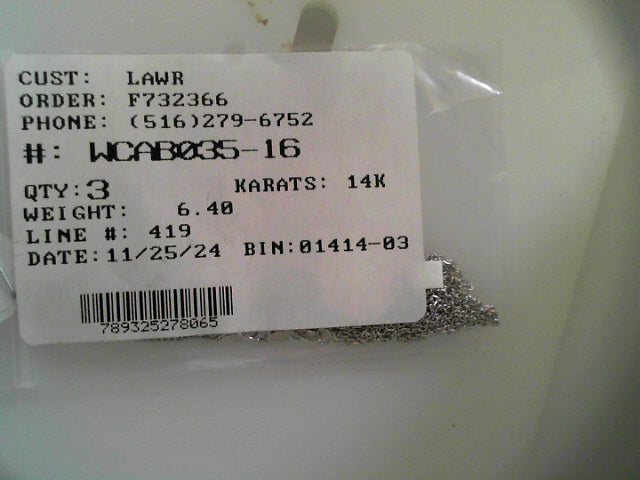 CUST: LAWR
ORDER: F732366
PHONE: (516)279-6752
#: WCAB035-16
QTY:3 KARATS: 14K
WEIGHT: 6.40
LINE #: 419
DATE:11/25/24 BIN:01414-03
789325278065